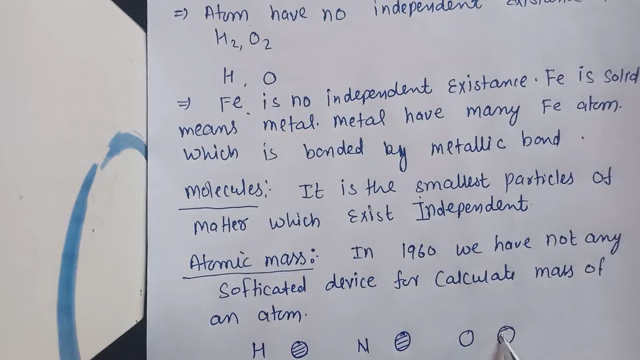 ⇒ Atom have no independent Existance
H₂, O₂
H, O
⇒ Fe is no independent Existance. Fe is solid
means metal. metal have many Fe atom.
which is bonded by metallic bond.
Molecules:- It is the smallest particles of
Matter which Exist Independent
Atomic mass:- In 1960 we have not any
Sofficated device for Calculate mass of
an atom.
H N O